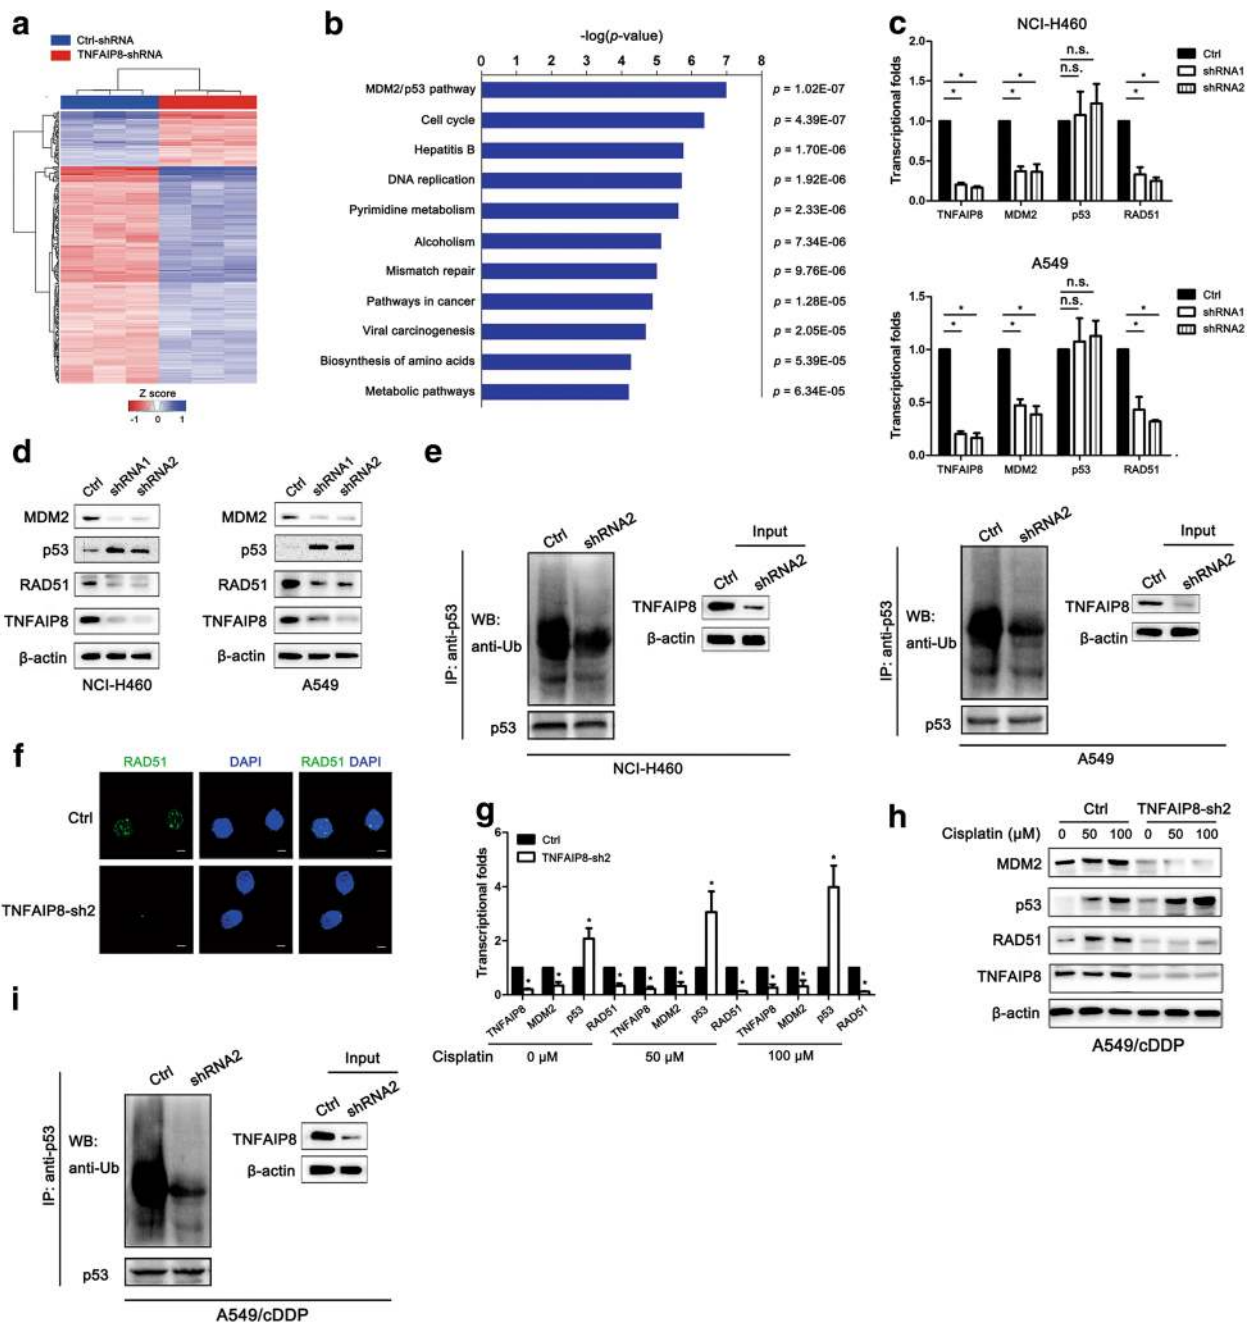 a
Ctrl-shRNA
TNFAIP8-shRNA
Z score
-1 0 1
b
-log(p-value)
0 1 2 3 4 5 6 7 8
MDM2/p53 pathway p = 1.02E-07
Cell cycle p = 4.39E-07
Hepatitis B p = 1.70E-06
DNA replication p = 1.92E-06
Pyrimidine metabolism p = 2.33E-06
Alcoholism p = 7.34E-06
Mismatch repair p = 9.76E-06
Pathways in cancer p = 1.28E-05
Viral carcinogenesis p = 2.05E-05
Biosynthesis of amino acids p = 5.39E-05
Metabolic pathways p = 6.34E-05
c
NCI-H460
Transcriptional folds
2.0
1.5
1.0
0.5
0.0
* * * * n.s. n.s. * *
Ctrl
shRNA1
shRNA2
TNFAIP8 MDM2 p53 RAD51
A549
Transcriptional folds
1.5
1.0
0.5
0.0
* * * * n.s. n.s. * *
Ctrl
shRNA1
shRNA2
TNFAIP8 MDM2 p53 RAD51
d
Ctrl shRNA1 shRNA2
MDM2
p53
RAD51
TNFAIP8
β-actin
NCI-H460
Ctrl shRNA1 shRNA2
MDM2
p53
RAD51
TNFAIP8
β-actin
A549
e
IP: anti-p53
Ctrl shRNA2
WB:
anti-Ub
p53
Input
Ctrl shRNA2
TNFAIP8
β-actin
NCI-H460
IP: anti-p53
Ctrl shRNA2
WB:
anti-Ub
p53
Input
Ctrl shRNA2
TNFAIP8
β-actin
A549
f
RAD51 DAPI RAD51 DAPI
Ctrl
TNFAIP8-sh2
g
Transcriptional folds
6
4
2
0
Ctrl
TNFAIP8-sh2
* * * * * * * * * * * *
TNFAIP8 MDM2 p53 RAD51 TNFAIP8 MDM2 p53 RAD51 TNFAIP8 MDM2 p53 RAD51
Cisplatin 0 μM 50 μM 100 μM
h
Ctrl TNFAIP8-sh2
Cisplatin (μM) 0 50 100 0 50 100
MDM2
p53
RAD51
TNFAIP8
β-actin
A549/cDDP
i
IP: anti-p53
Ctrl shRNA2
WB:
anti-Ub
p53
Input
Ctrl shRNA2
TNFAIP8
β-actin
A549/cDDP